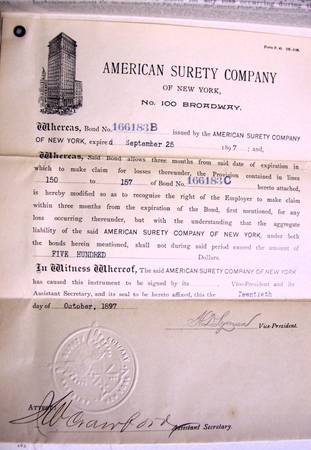 AMERICAN SURETY COMPANY
OF NEW YORK,
No. 100 BROADWAY.
Whereas, Bond No. 166183B issued by the AMERICAN SURETY COMPANY
OF NEW YORK, expired September 25 1897; and,
Whereas, Said Bond allows three months from said date of expiration in
which to make claim for losses thereunder, the Provision contained in lines
150 to 157 of Bond No. 166183C hereto attached,
is hereby modified so as to recognize the right of the Employer to make claim
within three months from the expiration of the Bond, first mentioned, for any
loss occurring thereunder, but with the understanding that the aggregate
liability of the said AMERICAN SURETY COMPANY OF NEW YORK, under both
the bonds herein mentioned, shall not during said period exceed the amount of
FIVE HUNDRED Dollars.
In Witness Whereof, The said AMERICAN SURETY COMPANY OF NEW YORK
has caused this instrument to be signed by its Vice-President and its
Assistant Secretary, and its seal to be hereto affixed, this the Twentieth
day of October, 1897.
Vice-President.
ATTEST
Crawford
Assistant Secretary.